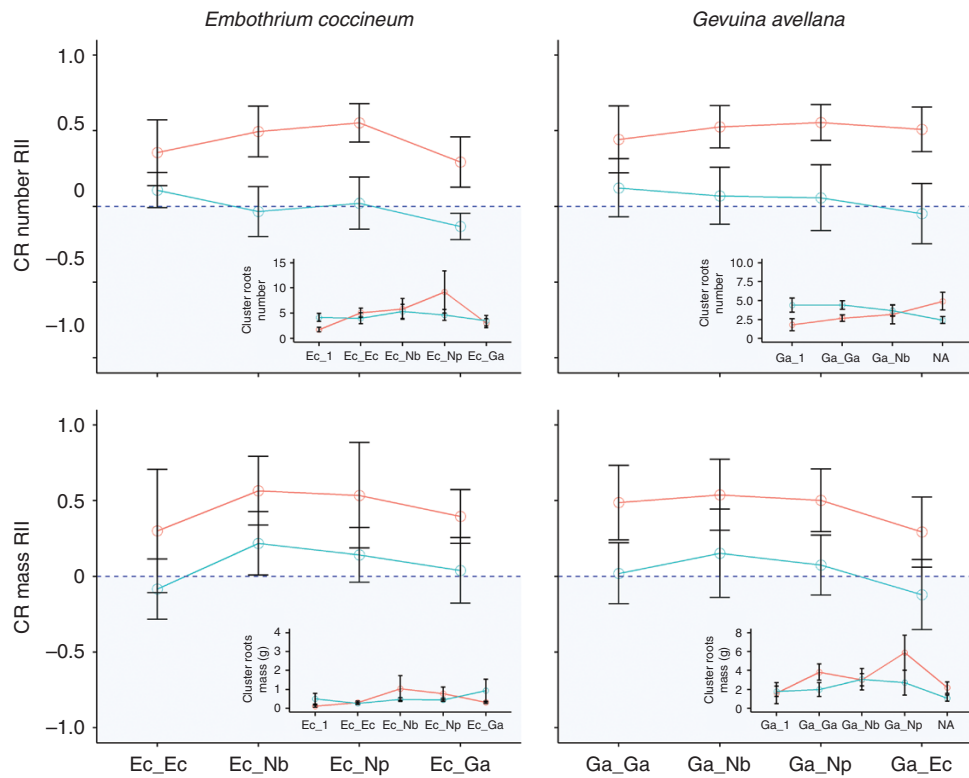 Embothrium coccineum
Gevuina avellana
CR number RII
1.0
0.5
0
−0.5
−1.0
Cluster roots
number
15
10
5
0
Ec_1 Ec_Ec Ec_Nb Ec_Np Ec_Ga
Cluster roots
number
10.0
7.5
5.0
2.5
0
Ga_1 Ga_Ga Ga_Nb NA
CR mass RII
1.0
0.5
0
−0.5
−1.0
Cluster roots
mass (g)
4
3
2
1
0
Ec_1 Ec_Ec Ec_Nb Ec_Np Ec_Ga
Cluster roots
mass (g)
8
6
4
2
0
Ga_1 Ga_Ga Ga_Nb Ga_Np NA
Ec_Ec Ec_Nb Ec_Np Ec_Ga
Ga_Ga Ga_Nb Ga_Np Ga_Ec